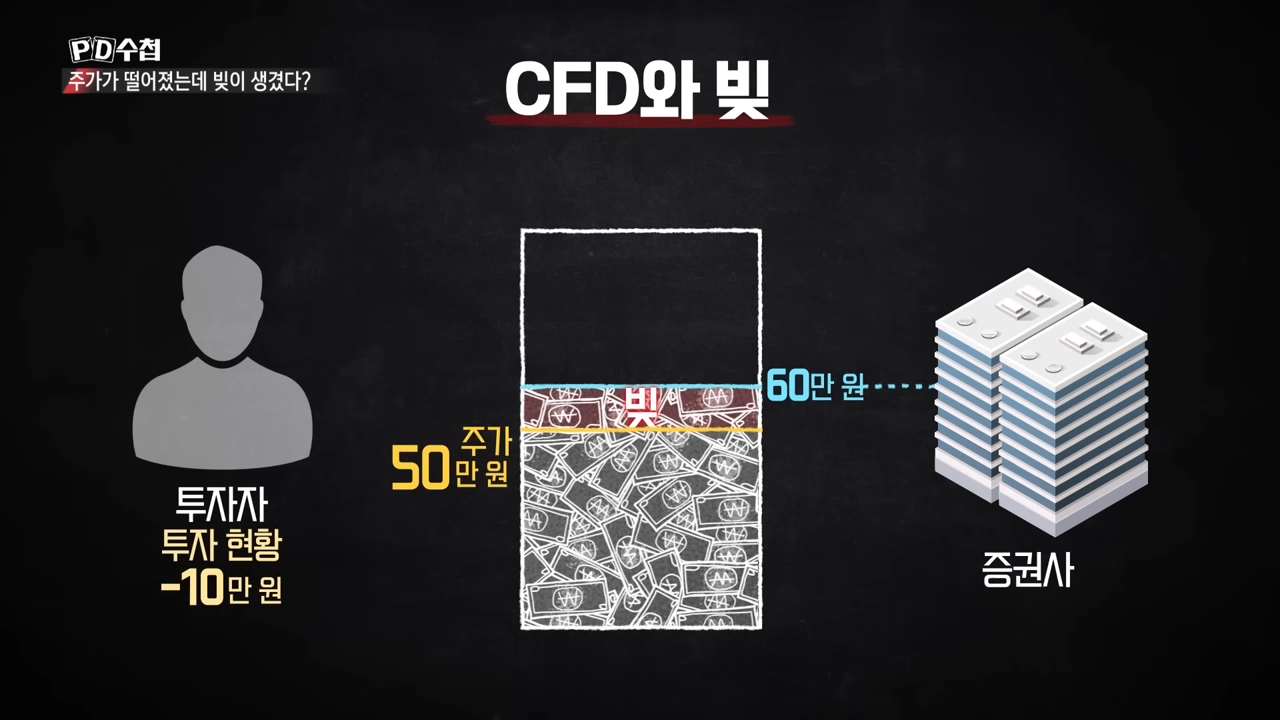 PD수첩
주가가 떨어졌는데 빚이 생겼다?
CFD와 빚
60만 원
빚
주가
50만 원
투자자
투자 현황
-10만 원
증권사